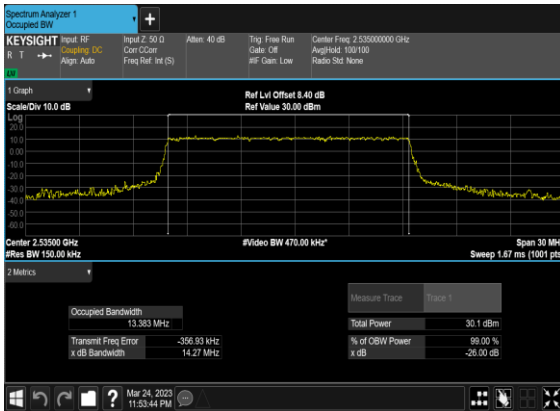 Spectrum Analyzer 1
Occupied BW
+
KEYSIGHT
R T
LXI
Input: RF
Coupling: DC
Align: Auto
Input Z: 50 Ω
Corr CCorr
Freq Ref: Int (S)
Atten: 40 dB
Trig: Free Run
Gate: Off
#IF Gain: Low
Center Freq: 2.535000000 GHz
Avg|Hold: 100/100
Radio Std: None
1 Graph
Scale/Div 10.0 dB
Ref Lvl Offset 8.40 dB
Ref Value 30.00 dBm
Log
20.0
10.0
0.00
-10.0
-20.0
-30.0
-40.0
-50.0
-60.0
Center 2.53500 GHz
#Res BW 150.00 kHz
#Video BW 470.00 kHz*
Span 30 MH
Sweep 1.67 ms (1001 pts
2 Metrics
Measure Trace
Trace 1
Occupied Bandwidth
13.383 MHz
Total Power
30.1 dBm
Transmit Freq Error
-356.93 kHz
% of OBW Power
99.00 %
x dB Bandwidth
14.27 MHz
x dB
-26.00 dB
?
Mar 24, 2023
11:53:44 PM